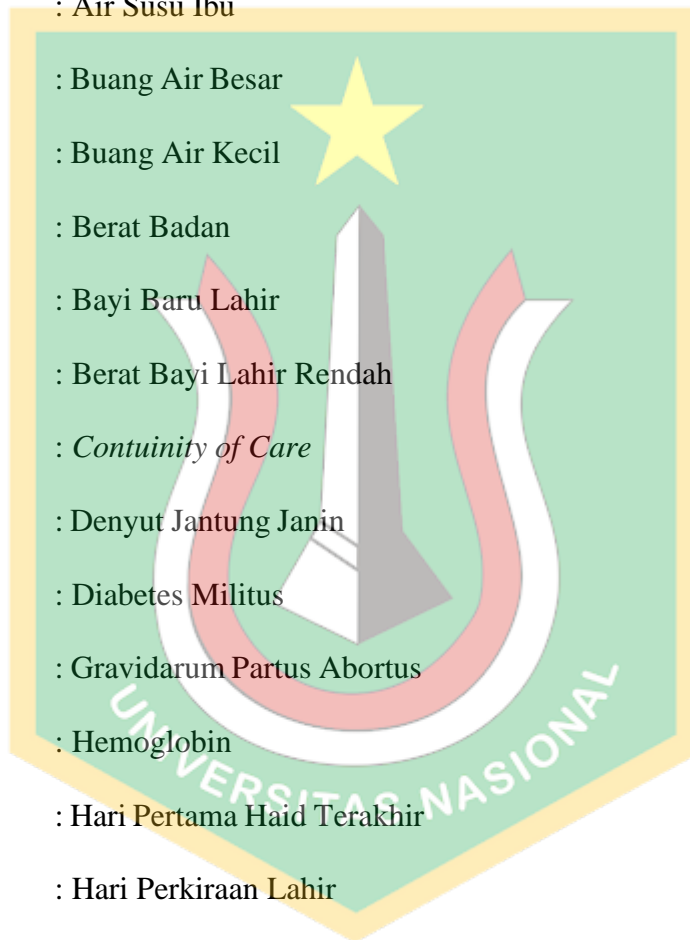 : Air Susu Ibu
: Buang Air Besar
: Buang Air Kecil
: Berat Badan
: Bayi Baru Lahir
: Berat Bayi Lahir Rendah
: Contuinity of Care
: Denyut Jantung Janin
: Diabetes Militus
: Gravidarum Partus Abortus
: Hemoglobin
: Hari Pertama Haid Terakhir
: Hari Perkiraan Lahir
UNIVERSITAS NASIONAL